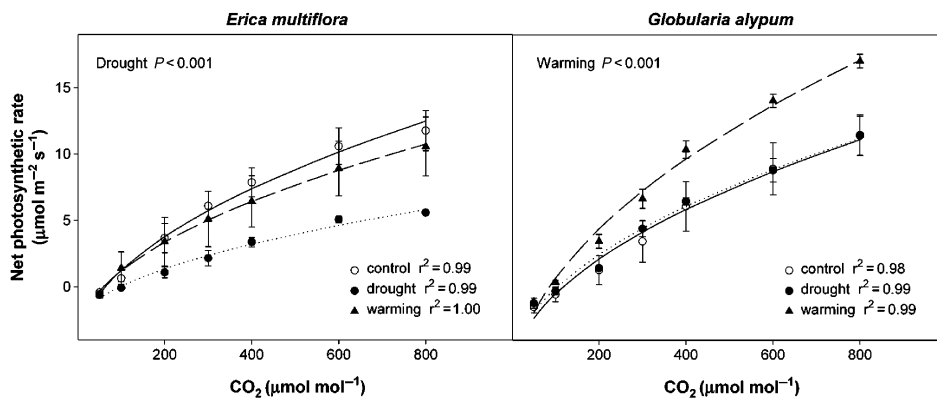 Erica multiflora
Globularia alypum
Net photosynthetic rate
(μmol m⁻² s⁻¹)
15
10
5
0
Drought P < 0.001
control r² = 0.99
drought r² = 0.99
warming r² = 1.00
200 400 600 800
CO₂ (μmol mol⁻¹)
Warming P < 0.001
control r² = 0.98
drought r² = 0.99
warming r² = 0.99
200 400 600 800
CO₂ (μmol mol⁻¹)